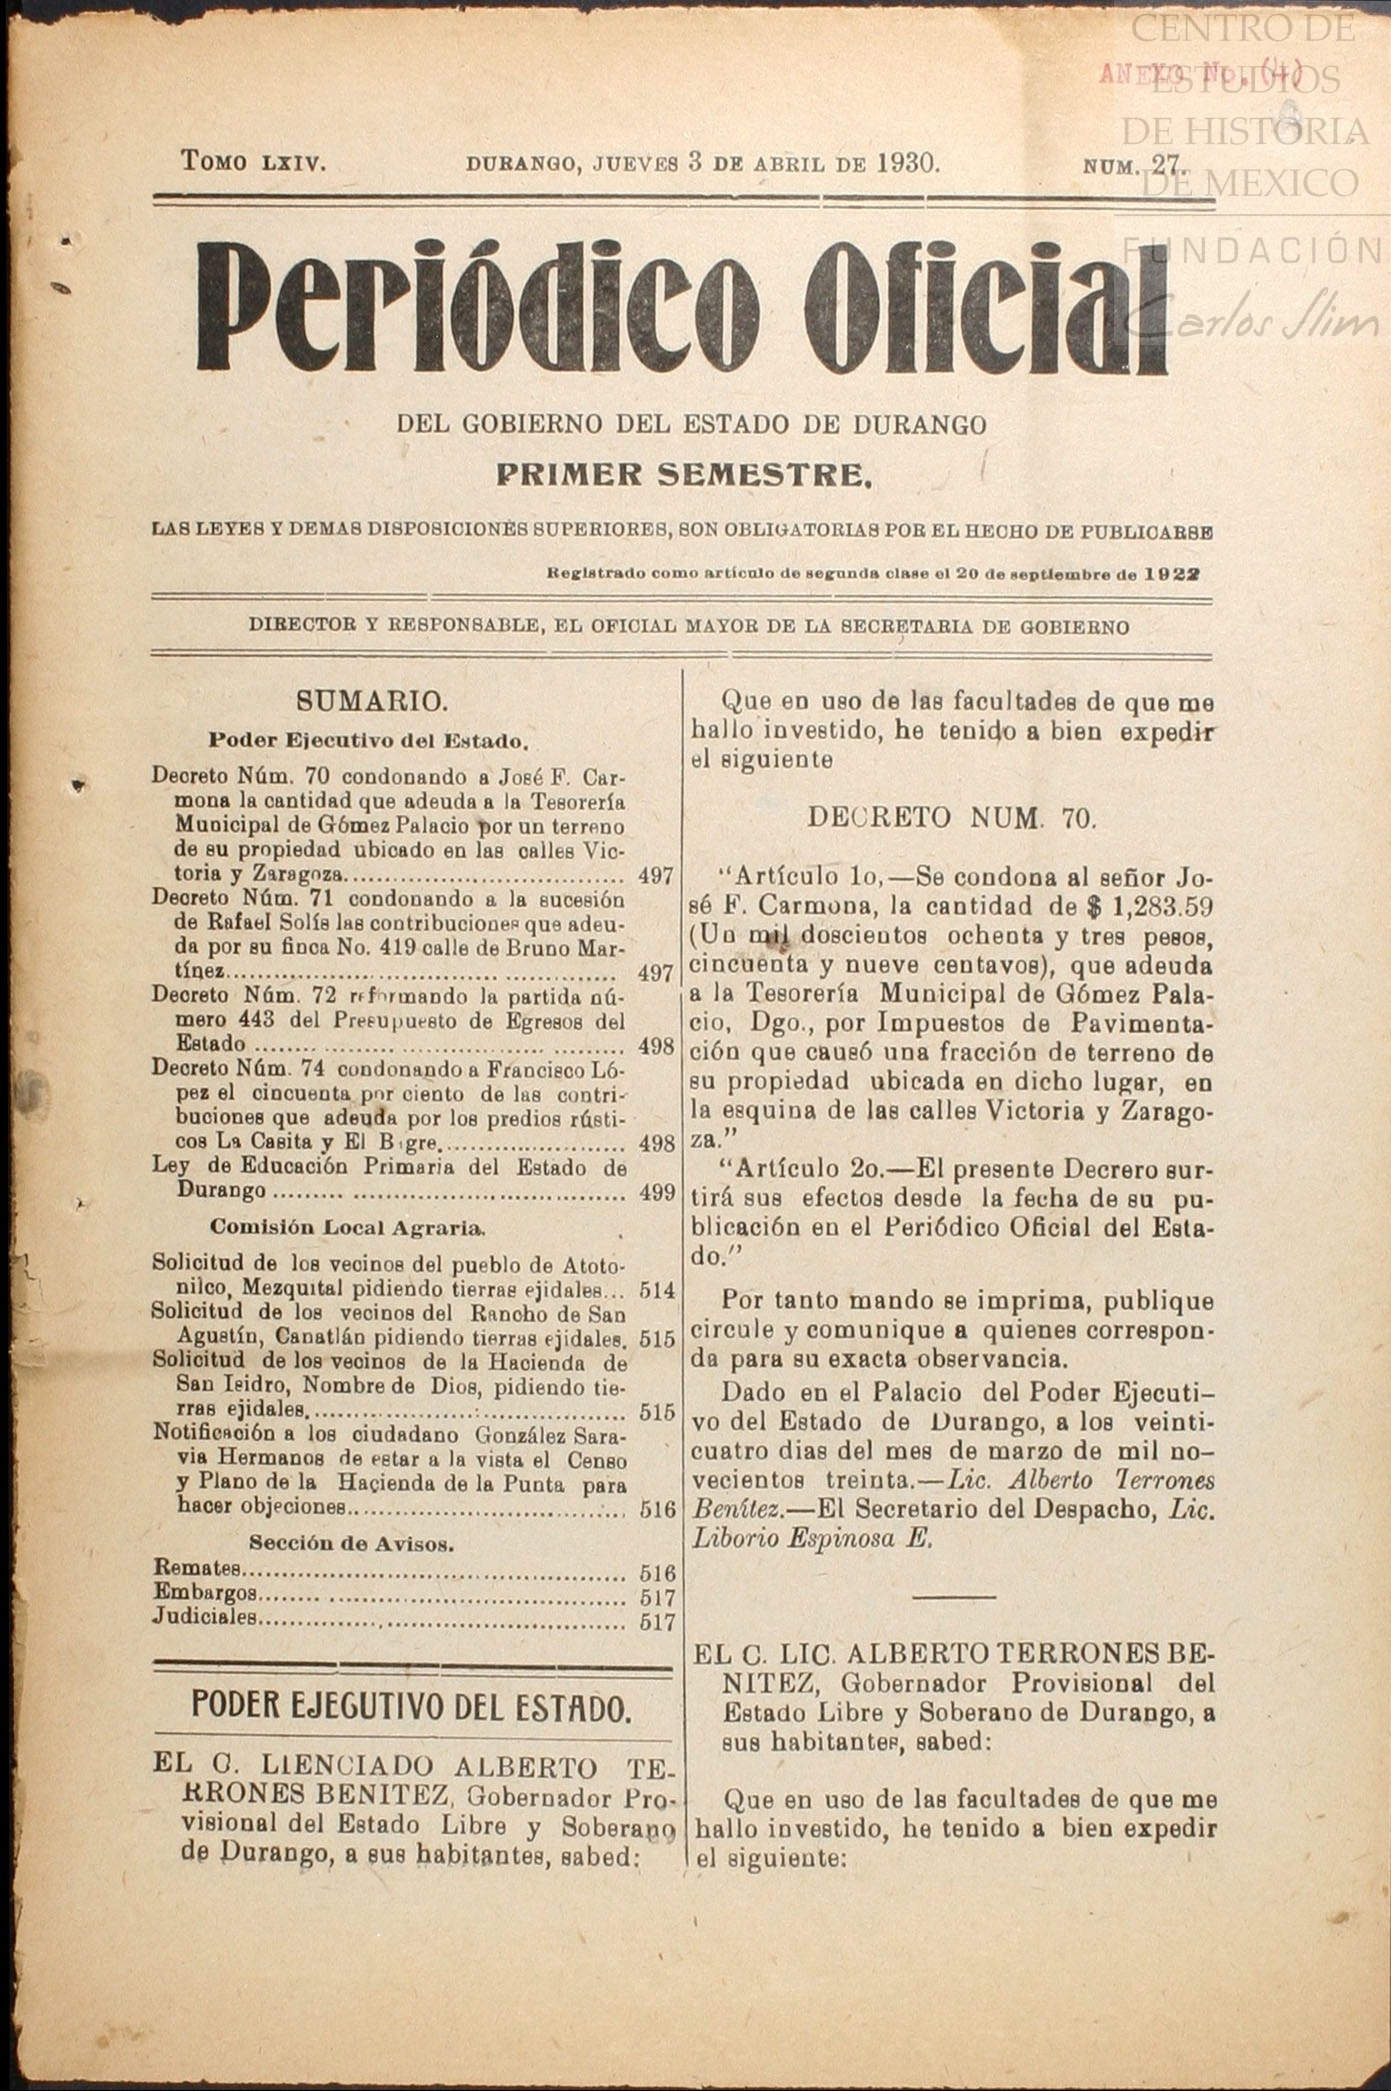 CENTRO DE
ESTUDIOS
DE HISTORIA
DE MEXICO
FUNDACIÓN
Carlos Slim
ANEXO No. (4)
TOMO LXIV. DURANGO, JUEVES 3 DE ABRIL DE 1930. NUM. 27.
Periódico Oficial
DEL GOBIERNO DEL ESTADO DE DURANGO
PRIMER SEMESTRE.
LAS LEYES Y DEMAS DISPOSICIONES SUPERIORES, SON OBLIGATORIAS POR EL HECHO DE PUBLICARSE
Registrado como artículo de segunda clase el 20 de septiembre de 1922
DIRECTOR Y RESPONSABLE, EL OFICIAL MAYOR DE LA SECRETARIA DE GOBIERNO
SUMARIO.
Poder Ejecutivo del Estado.
Decreto Núm. 70 condonando a José F. Car-
mona la cantidad que adeuda a la Tesorería
Municipal de Gómez Palacio por un terreno
de su propiedad ubicado en las calles Vic-
toria y Zaragoza.................................. 497
Decreto Núm. 71 condonando a la sucesión
de Rafael Solís las contribuciones que adeu-
da por su finca No. 419 calle de Bruno Mar-
tínez................................................ 497
Decreto Núm. 72 reformando la partida nú-
mero 443 del Presupuesto de Egresos del
Estado ............................................. 498
Decreto Núm. 74 condonando a Francisco Ló-
pez el cincuenta por ciento de las contri-
buciones que adeuda por los predios rústi-
cos La Casita y El Bigre....................... 498
Ley de Educación Primaria del Estado de
Durango ........................................... 499
Comisión Local Agraria.
Solicitud de los vecinos del pueblo de Atoto-
nilco, Mezquital pidiendo tierras ejidales... 514
Solicitud de los vecinos del Rancho de San
Agustín, Canatlán pidiendo tierras ejidales. 515
Solicitud de los vecinos de la Hacienda de
San Isidro, Nombre de Dios, pidiendo tie-
rras ejidales....................................... 515
Notificación a los ciudadano González Sara-
via Hermanos de estar a la vista el Censo
y Plano de la Hacienda de la Punta para
hacer objeciones.................................. 516
Sección de Avisos.
Remates............................................... 516
Embargos............................................. 517
Judiciales............................................. 517
PODER EJECUTIVO DEL ESTADO.
EL C. LIENCIADO ALBERTO TE-
RRONES BENITEZ, Gobernador Pro-
visional del Estado Libre y Soberano
de Durango, a sus habitantes, sabed:
Que en uso de las facultades de que me
hallo investido, he tenido a bien expedir
el siguiente
DECRETO NUM. 70.
"Artículo 1o,—Se condona al señor Jo-
sé F. Carmona, la cantidad de $ 1,283.59
(Un mil doscientos ochenta y tres pesos,
cincuenta y nueve centavos), que adeuda
a la Tesorería Municipal de Gómez Pala-
cio, Dgo., por Impuestos de Pavimenta-
ción que causó una fracción de terreno de
su propiedad ubicada en dicho lugar, en
la esquina de las calles Victoria y Zarago-
za."
"Artículo 2o.—El presente Decrero sur-
tirá sus efectos desde la fecha de su pu-
blicación en el Periódico Oficial del Esta-
do."
Por tanto mando se imprima, publique
circule y comunique a quienes correspon-
da para su exacta observancia.
Dado en el Palacio del Poder Ejecuti-
vo del Estado de Durango, a los veinti-
cuatro dias del mes de marzo de mil no-
vecientos treinta.—Lic. Alberto Terrones
Benítez.—El Secretario del Despacho, Lic.
Liborio Espinosa E.
EL C. LIC. ALBERTO TERRONES BE-
NITEZ, Gobernador Provisional del
Estado Libre y Soberano de Durango, a
sus habitantes, sabed:
Que en uso de las facultades de que me
hallo investido, he tenido a bien expedir
el siguiente: